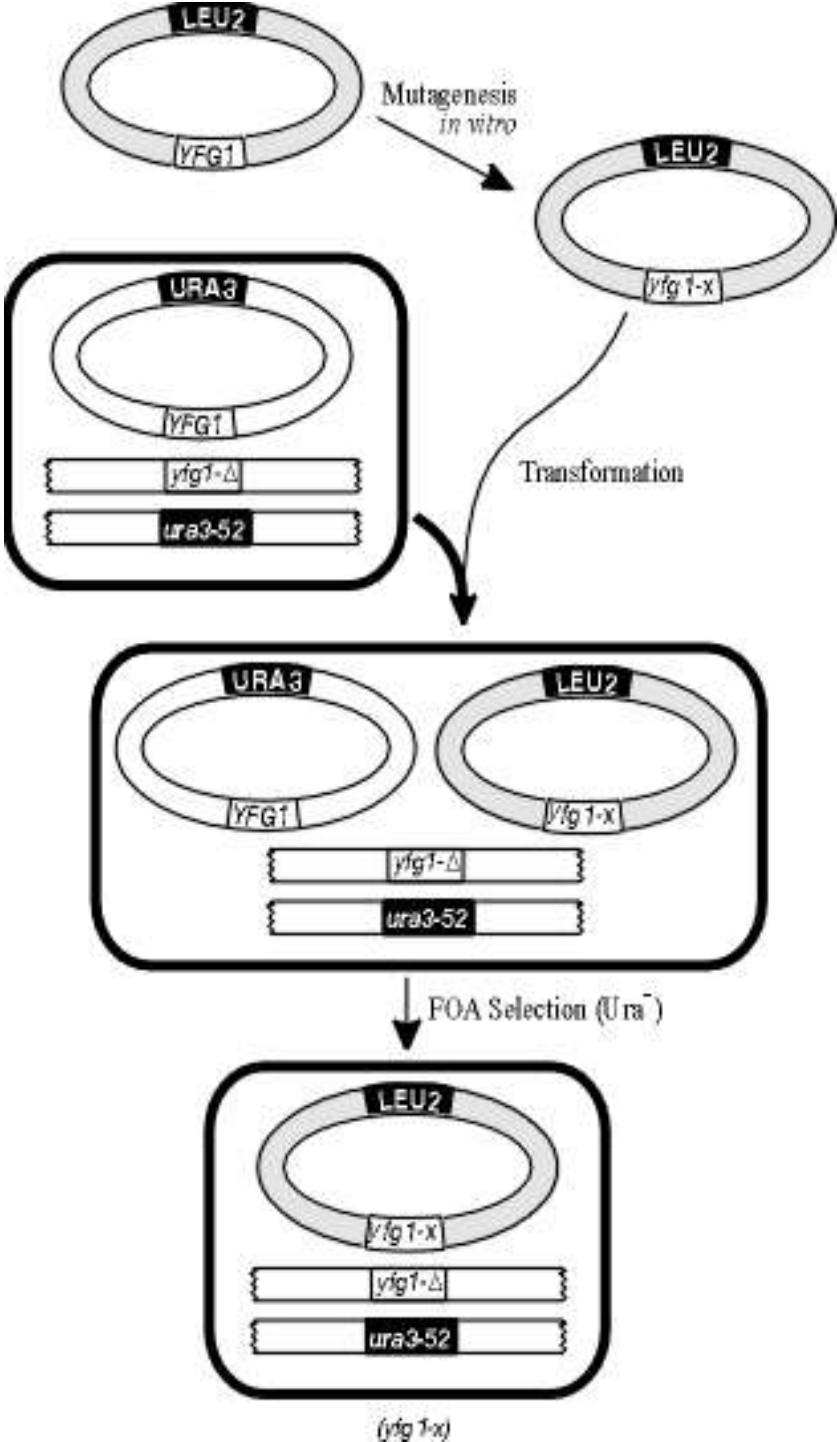 LEU2
YFG1
Mutagenesis
in vitro
LEU2
yfg1-x
URA3
YFG1
yfg1-Δ
ura3-52
Transformation
URA3
LEU2
YFG1
yfg1-x
yfg1-Δ
ura3-52
FOA Selection (Ura⁻)
LEU2
yfg1-x
yfg1-Δ
ura3-52
(yfg1-x)